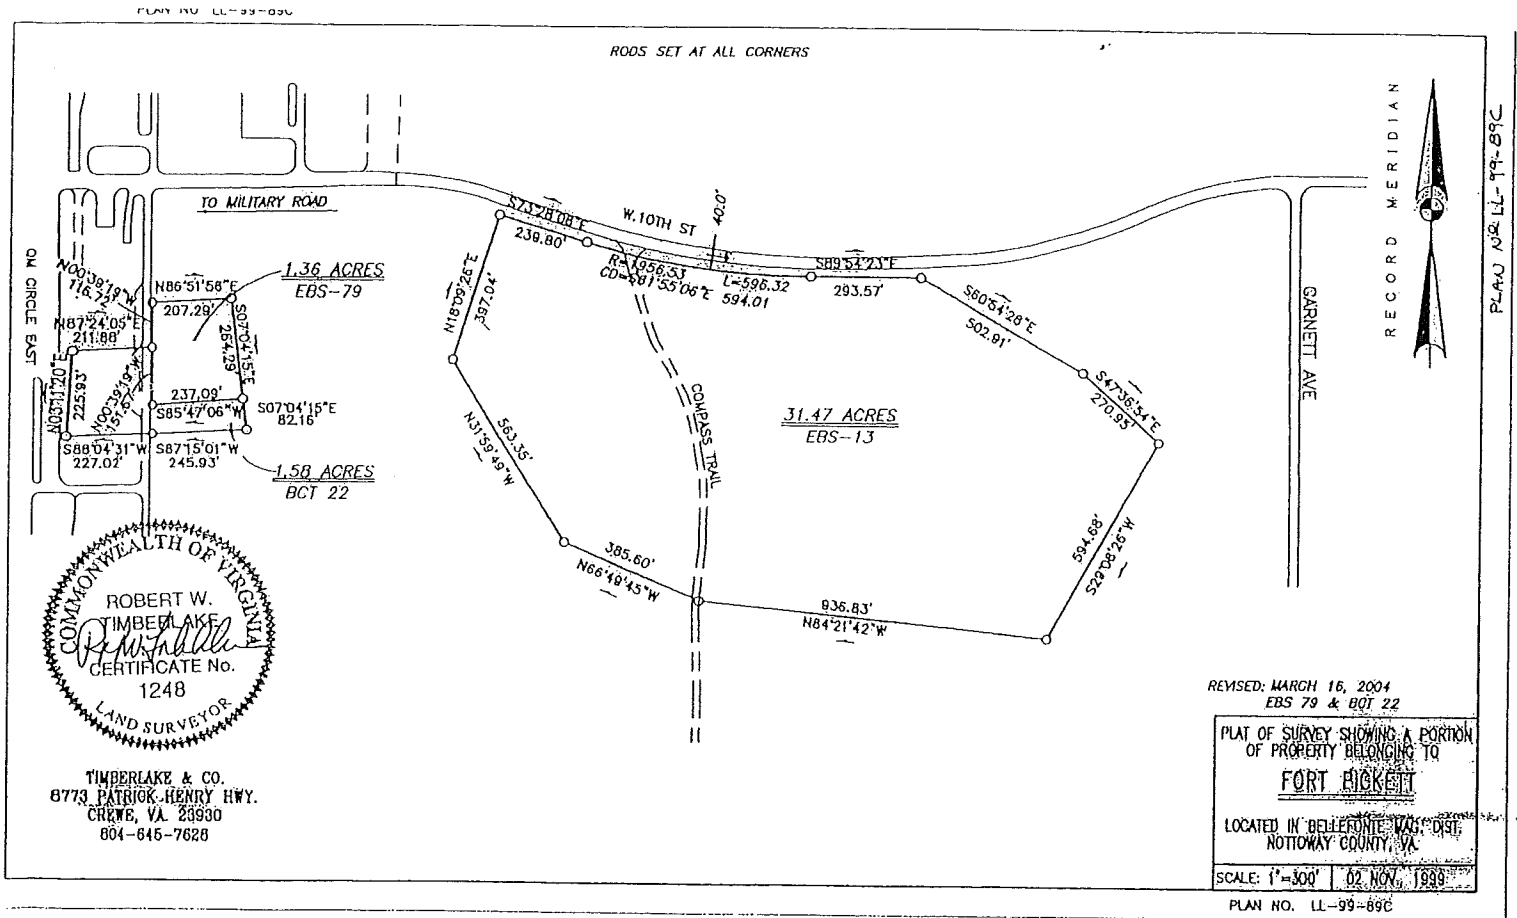 PLAN NO LL-99-89C
RODS SET AT ALL CORNERS
RECORD MERIDIAN
PLAN NO LL-99-89C
TO MILITARY ROAD
S73°28'08"E
239.80'
W. 10TH ST
40.0'
R=1956.53
CD=S81°55'06"E
L=596.32
594.01
S89°54'23"E
293.57'
S60°54'28"E
502.91'
S47°36'54"E
270.93'
594.68'
S29°08'26"W
936.83'
N84°21'42"W
385.60'
N66°49'45"W
563.35'
N31°59'49"W
N18°09'26"E
397.04'
COMPASS TRAIL
31.47 ACRES
EBS-13
GARNETT AVE
ON CIRCLE EAST
N00°39'19"W
116.72'
N86°51'56"E
207.29'
1.36 ACRES
EBS-79
N87°24'05"E
211.88'
S07°04'15"E
264.29'
N03°11'20"E
225.93'
N00°39'19"W
151.67'
237.09'
S85°47'06"W
S07°04'15"E
82.16'
S88°04'31"W
227.02'
S87°15'01"W
245.93'
1.58 ACRES
BCT 22
COMMONWEALTH OF VIRGINIA
ROBERT W.
TIMBERLAKE
CERTIFICATE No.
1248
LAND SURVEYOR
TIMBERLAKE & CO.
8773 PATRICK HENRY HWY.
CREWE, VA. 23930
804-645-7628
REVISED: MARCH 16, 2004
EBS 79 & BCT 22
PLAT OF SURVEY SHOWING A PORTION
OF PROPERTY BELONGING TO
FORT PICKETT
LOCATED IN BELLEFONTE MAG. DIST.
NOTTOWAY COUNTY, VA.
SCALE: 1"=300'
02 NOV. 1999
PLAN NO. LL-99-89C